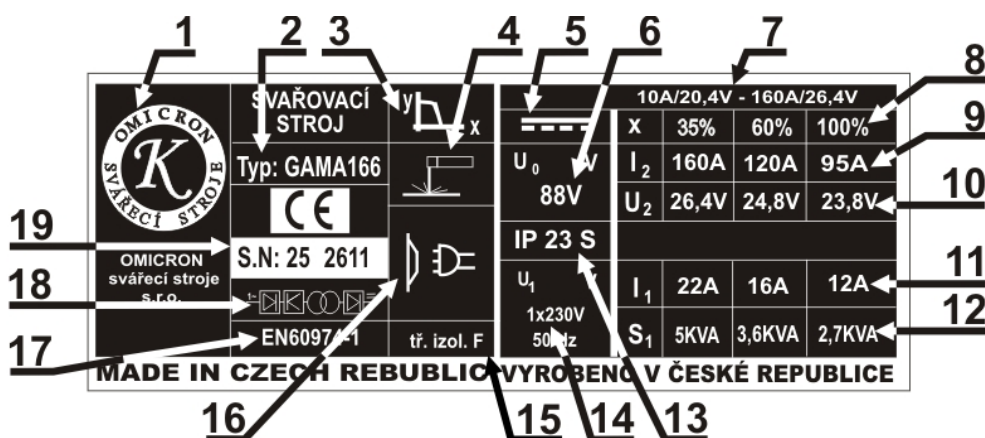 1 2 3 4 5 6 7 8
9
10
11
12
13
14
15
16
17
18
19
OMICRON
K
SVÁŘECÍ STROJE
OMICRON
svářecí stroje
s.r.o.
SVAŘOVACÍ
STROJ
Typ: GAMA166
CE
S.N: 25 2611
1~
EN60974-1
y
x
tř. izol. F
U0 V
88V
IP 23 S
U1
1x230V
50Hz
10A/20,4V - 160A/26,4V
X 35% 60% 100%
I2 160A 120A 95A
U2 26,4V 24,8V 23,8V
I1 22A 16A 12A
S1 5KVA 3,6KVA 2,7KVA
MADE IN CZECH REBUBLIC VYROBENO V ČESKÉ REPUBLICE